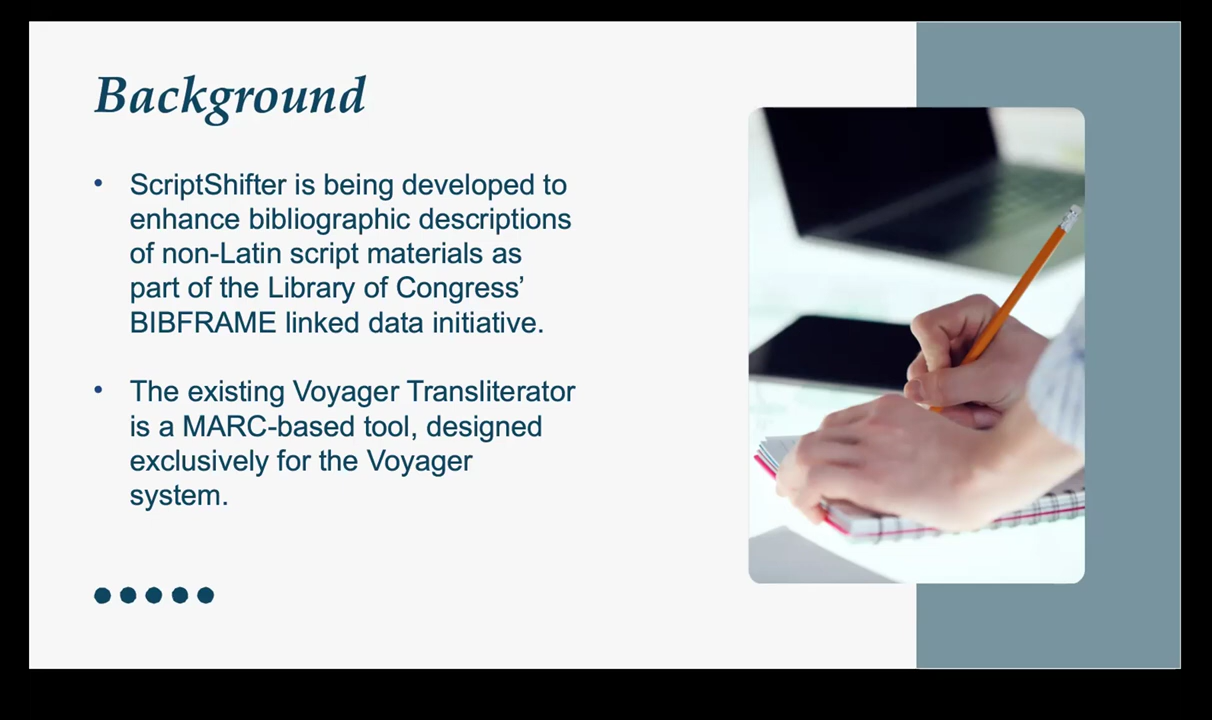 Background
• ScriptShifter is being developed to
enhance bibliographic descriptions
of non-Latin script materials as
part of the Library of Congress’
BIBFRAME linked data initiative.
• The existing Voyager Transliterator
is a MARC-based tool, designed
exclusively for the Voyager
system.